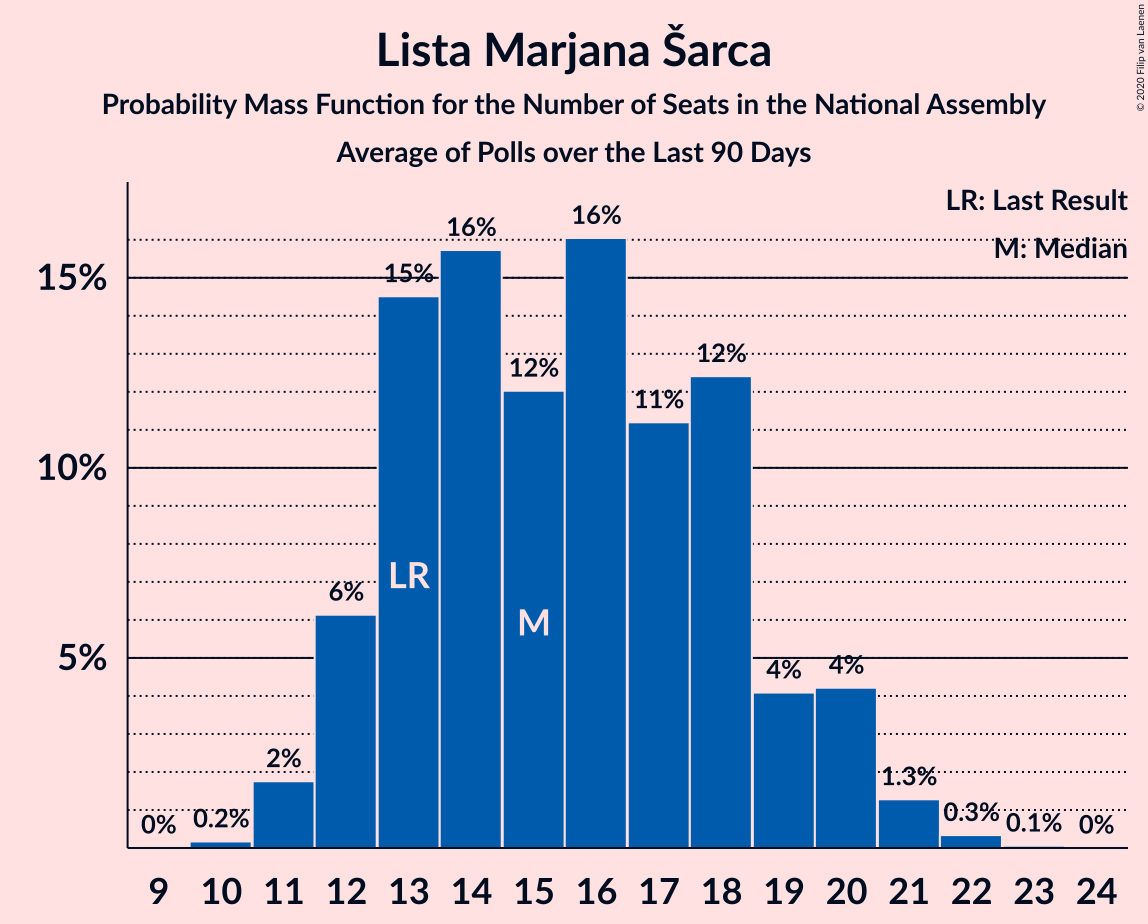 Lista Marjana Šarca
Probability Mass Function for the Number of Seats in the National Assembly
Average of Polls over the Last 90 Days
© 2020 Filip van Laenen
LR: Last Result
M: Median
15%
10%
5%
0%
0.2%
2%
6%
15%
16%
12%
16%
11%
12%
4%
4%
1.3%
0.3%
0.1%
0%
LR
M
9 10 11 12 13 14 15 16 17 18 19 20 21 22 23 24